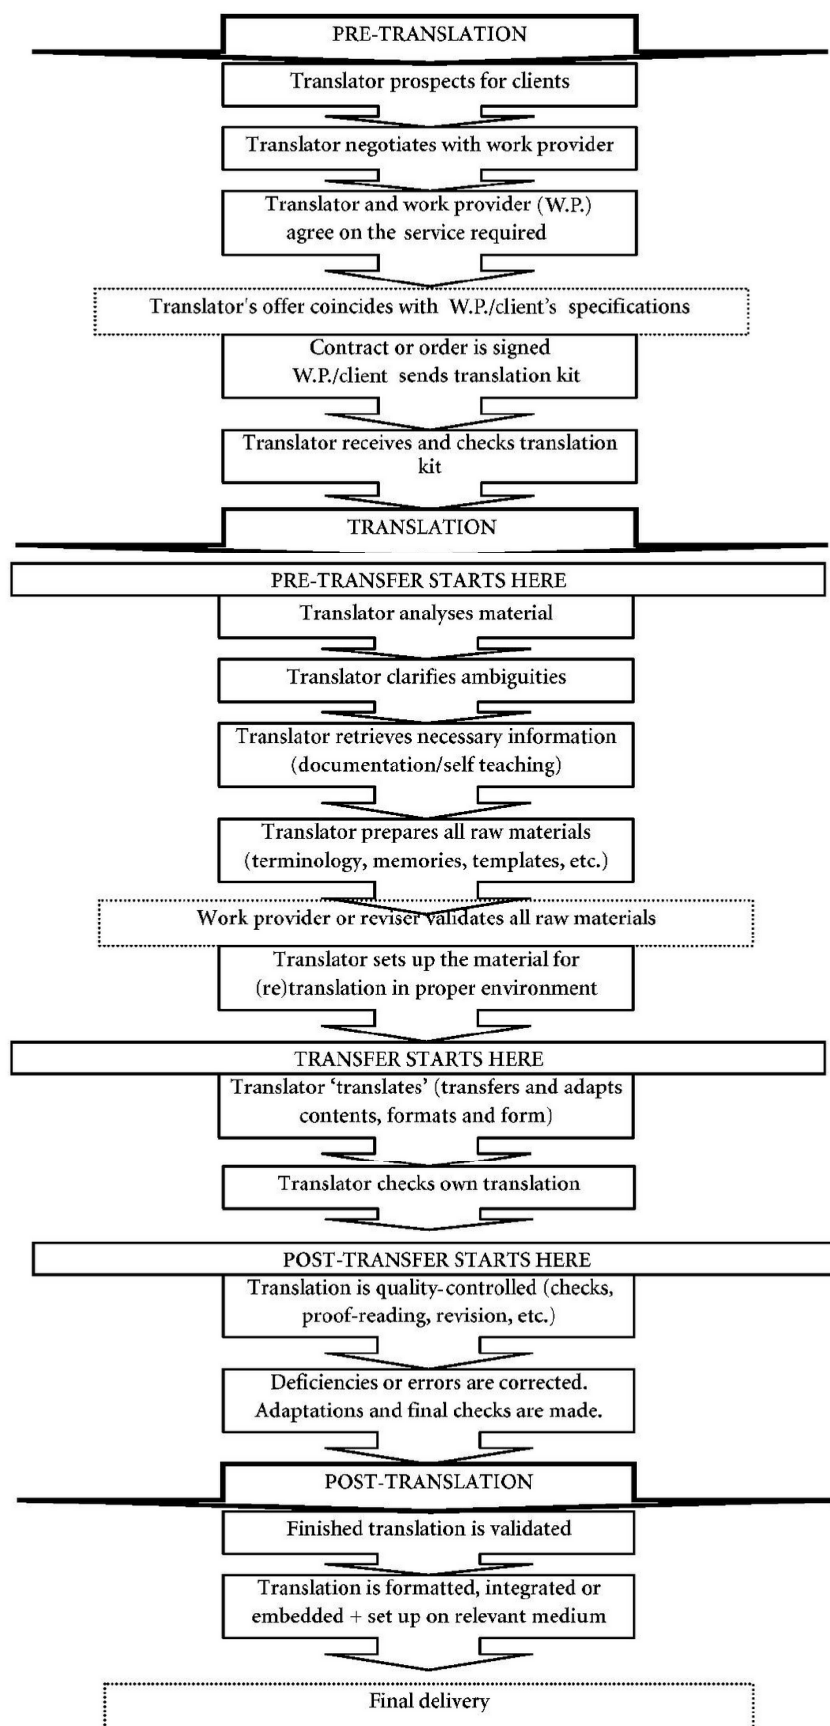 PRE-TRANSLATION
Translator prospects for clients
Translator negotiates with work provider
Translator and work provider (W.P.)
agree on the service required
Translator's offer coincides with W.P./client's specifications
Contract or order is signed
W.P./client sends translation kit
Translator receives and checks translation
kit
TRANSLATION
PRE-TRANSFER STARTS HERE
Translator analyses material
Translator clarifies ambiguities
Translator retrieves necessary information
(documentation/self teaching)
Translator prepares all raw materials
(terminology, memories, templates, etc.)
Work provider or reviser validates all raw materials
Translator sets up the material for
(re)translation in proper environment
TRANSFER STARTS HERE
Translator ‘translates’ (transfers and adapts
contents, formats and form)
Translator checks own translation
POST-TRANSFER STARTS HERE
Translation is quality-controlled (checks,
proof-reading, revision, etc.)
Deficiencies or errors are corrected.
Adaptations and final checks are made.
POST-TRANSLATION
Finished translation is validated
Translation is formatted, integrated or
embedded + set up on relevant medium
Final delivery